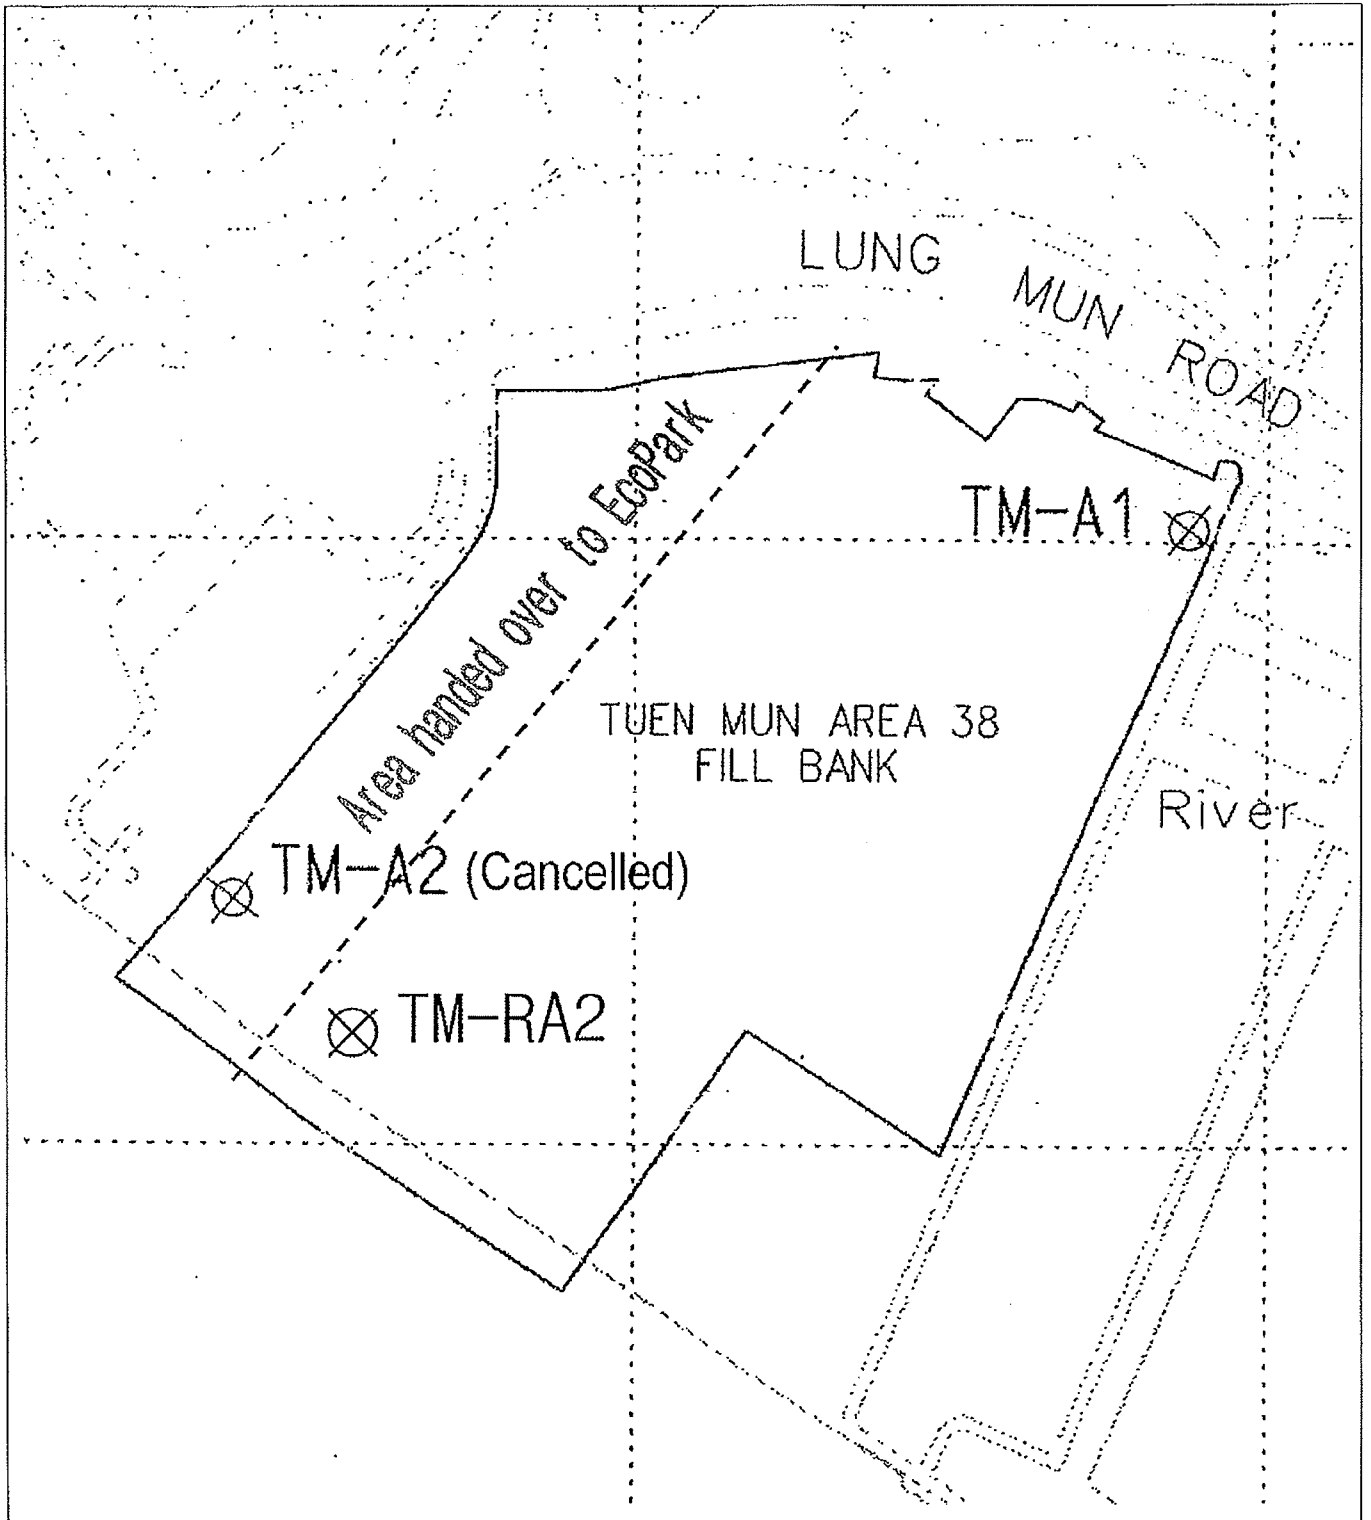 LUNG
MUN
ROAD
Area handed over to EcoPark
TM-A1
TUEN MUN AREA 38
FILL BANK
River
TM-A2 (Cancelled)
TM-RA2